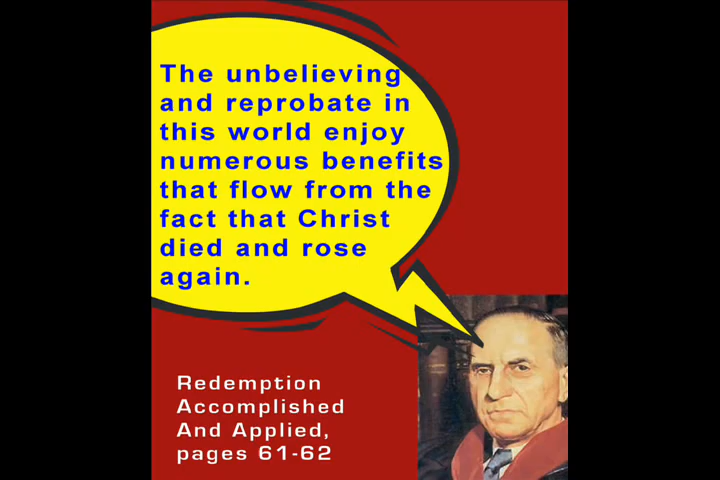 The unbelieving
and reprobate in
this world enjoy
numerous benefits
that flow from the
fact that Christ
died and rose
again.
Redemption
Accomplished
And Applied,
pages 61-62